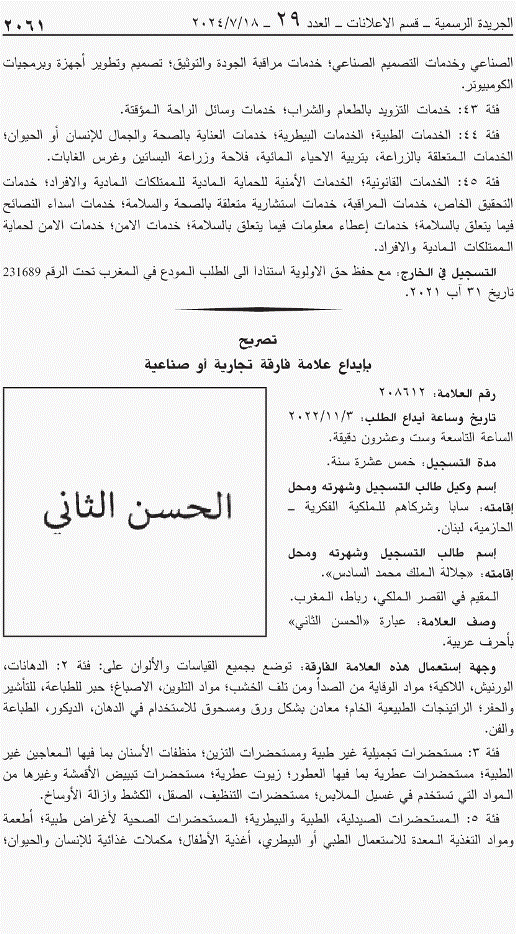 الجريدة الرسمية – قسم الاعلانات – العدد ٢٩ – ٢٠٢٤/٧/١٨
٢٠٦١
الصناعي وخدمات التصميم الصناعي؛ خدمات مراقبة الجودة والتوثيق؛ تصميم وتطوير أجهزة وبرمجيات
الكومبيوتر.
فئة ٤٣: خدمات التزويد بالطعام والشراب؛ خدمات وسائل الراحة المؤقتة.
فئة ٤٤: الخدمات الطبية؛ الخدمات البيطرية؛ خدمات العناية بالصحة والجمال للإنسان أو الحيوان؛
الخدمات المتعلقة بالزراعة، بتربية الاحياء المائية، فلاحة وزراعة البساتين وغرس الغابات.
فئة ٤٥: الخدمات القانونية؛ الخدمات الأمنية للحماية المادية للممتلكات المادية والافراد؛ خدمات
التحقيق الخاص، خدمات المراقبة، خدمات استشارية متعلقة بالصحة والسلامة؛ خدمات اسداء النصائح
فيما يتعلق بالسلامة؛ خدمات إعطاء معلومات فيما يتعلق بالسلامة؛ خدمات الامن؛ خدمات الامن لحماية
الممتلكات المادية والافراد.
التسجيل في الخارج: مع حفظ حق الاولوية استنادا الى الطلب المودع في المغرب تحت الرقم 231689
تاريخ ٣١ آب ٢٠٢١.
تصريح
بإيداع علامة فارقة تجارية أو صناعية
رقم العلامة: ٢٠٨٦١٢
تاريخ وساعة أيداع الطلب: ٢٠٢٢/١١/٣
الساعة التاسعة وست وعشرون دقيقة.
مدة التسجيل: خمس عشرة سنة.
إسم وكيل طالب التسجيل وشهرته ومحل
إقامته: سابا وشركاهم للملكية الفكرية –
الحازمية، لبنان.
إسم طالب التسجيل وشهرته ومحل
إقامته: «جلالة الملك محمد السادس».
المقيم في القصر الملكي، رباط، المغرب.
وصف العلامة: عبارة «الحسن الثاني»
بأحرف عربية.
الحسن الثاني
وجهة إستعمال هذه العلامة الفارقة: توضع بجميع القياسات والألوان على: فئة ٢: الدهانات،
الورنيش، اللاكية؛ مواد الوقاية من الصدأ ومن تلف الخشب؛ مواد التلوين، الاصباغ؛ حبر للطباعة، للتأشير
والحفر؛ الراتينجات الطبيعية الخام؛ معادن بشكل ورق ومسحوق للاستخدام في الدهان، الديكور، الطباعة
والفن.
فئة ٣: مستحضرات تجميلية غير طبية ومستحضرات التزين؛ منظفات الأسنان بما فيها المعاجين غير
الطبية؛ مستحضرات عطرية بما فيها العطور؛ زيوت عطرية؛ مستحضرات تبييض الأقمشة وغيرها من
المواد التي تستخدم في غسيل الملابس؛ مستحضرات التنظيف، الصقل، الكشط وازالة الأوساخ.
فئة ٥: المستحضرات الصيدلية، الطبية والبيطرية؛ المستحضرات الصحية لأغراض طبية؛ أطعمة
ومواد التغذية المعدة للاستعمال الطبي أو البيطري، أغذية الأطفال؛ مكملات غذائية للإنسان والحيوان؛